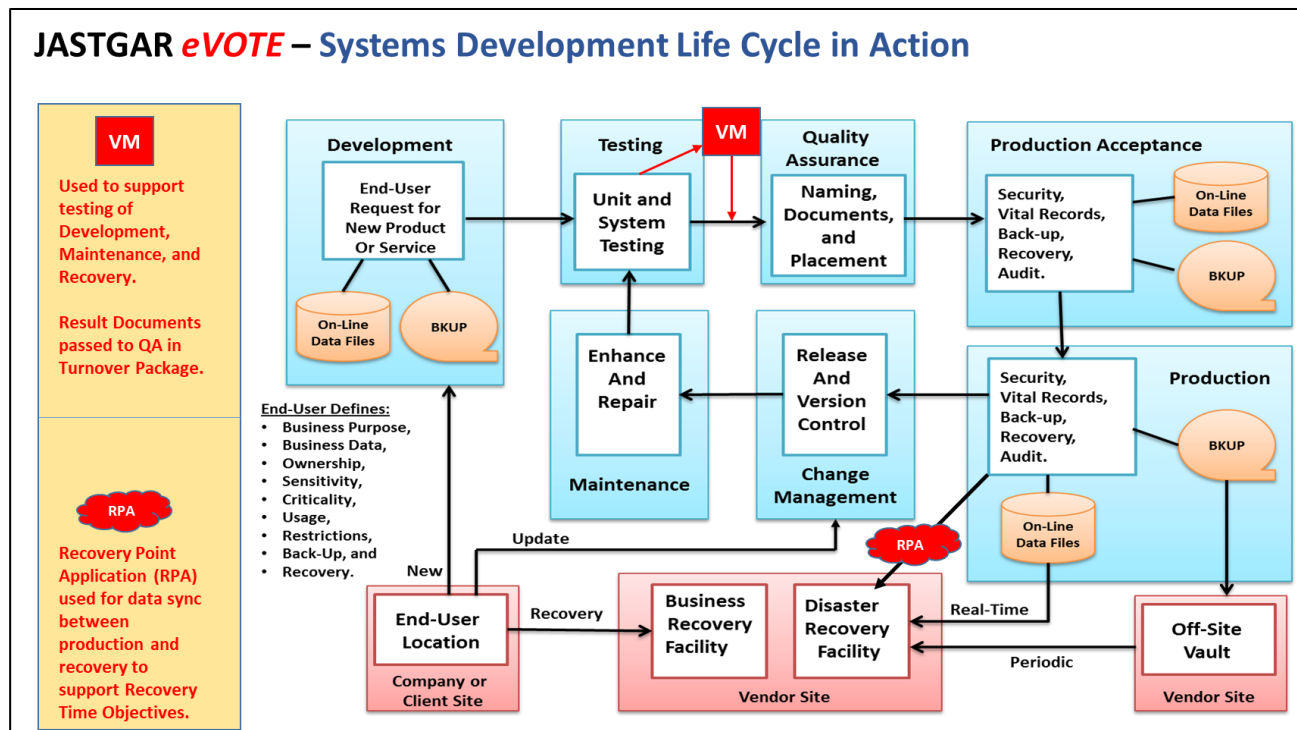 JASTGAR eVOTE – Systems Development Life Cycle in Action
VM
Used to support
testing of
Development,
Maintenance, and
Recovery.
Result Documents
passed to QA in
Turnover Package.
RPA
Recovery Point
Application (RPA)
used for data sync
between
production and
recovery to
support Recovery
Time Objectives.
Development
End-User
Request for
New Product
Or Service
On-Line
Data Files
BKUP
Testing
Unit and
System
Testing
VM
Quality
Assurance
Naming,
Documents,
and
Placement
Production Acceptance
Security,
Vital Records,
Back-up,
Recovery,
Audit.
On-Line
Data Files
BKUP
Enhance
And
Repair
Maintenance
Release
And
Version
Control
Change
Management
Production
Security,
Vital Records,
Back-up,
Recovery,
Audit.
BKUP
On-Line
Data Files
End-User Defines:
• Business Purpose,
• Business Data,
• Ownership,
• Sensitivity,
• Criticality,
• Usage,
• Restrictions,
• Back-Up, and
• Recovery.
New
Update
RPA
End-User
Location
Company or
Client Site
Recovery
Business
Recovery
Facility
Disaster
Recovery
Facility
Vendor Site
Real-Time
Periodic
Off-Site
Vault
Vendor Site